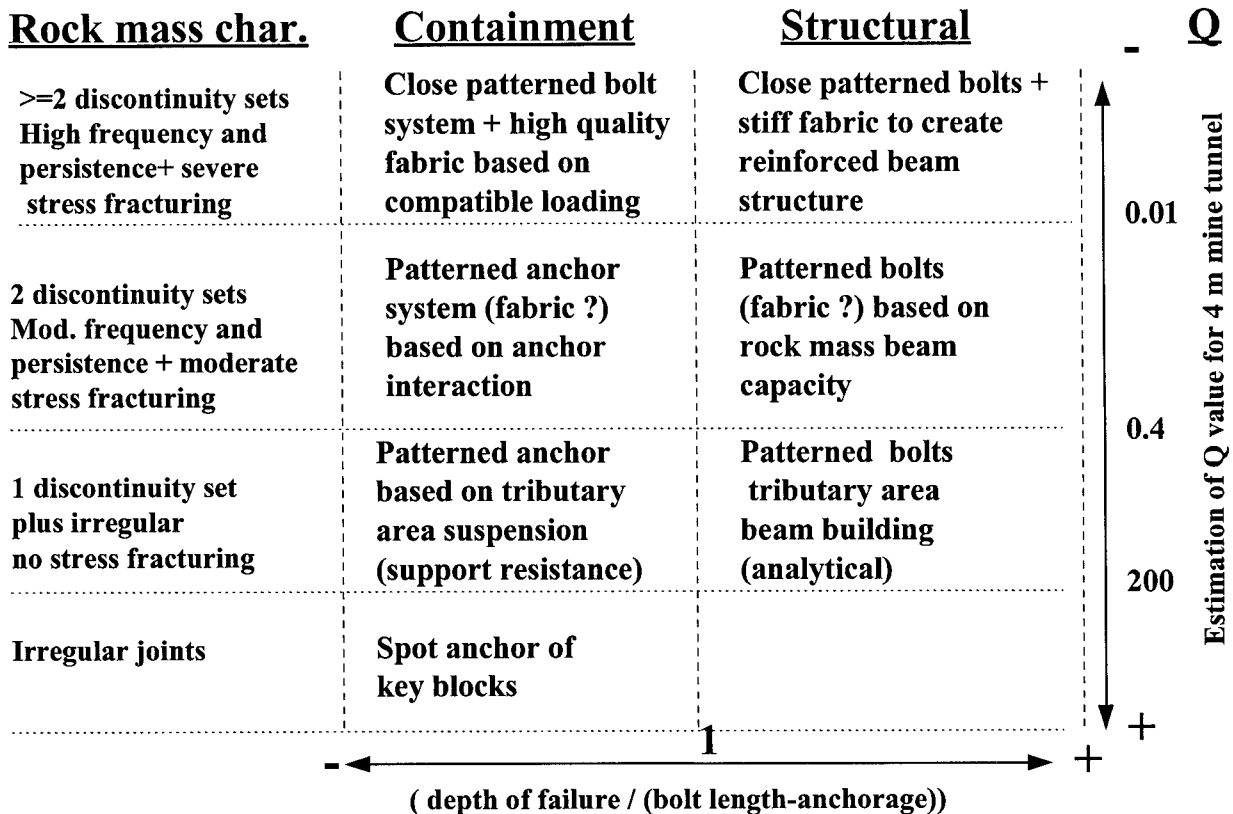 Rock mass char. Containment Structural - Q
>=2 discontinuity sets
High frequency and
persistence+ severe
stress fracturing
Close patterned bolt
system + high quality
fabric based on
compatible loading
Close patterned bolts +
stiff fabric to create
reinforced beam
structure
0.01
2 discontinuity sets
Mod. frequency and
persistence + moderate
stress fracturing
Patterned anchor
system (fabric ?)
based on anchor
interaction
Patterned bolts
(fabric ?) based on
rock mass beam
capacity
0.4
1 discontinuity set
plus irregular
no stress fracturing
Patterned anchor
based on tributary
area suspension
(support resistance)
Patterned bolts
tributary area
beam building
(analytical)
200
Irregular joints
Spot anchor of
key blocks
+
Estimation of Q value for 4 m mine tunnel
- 1 +
( depth of failure / (bolt length-anchorage))